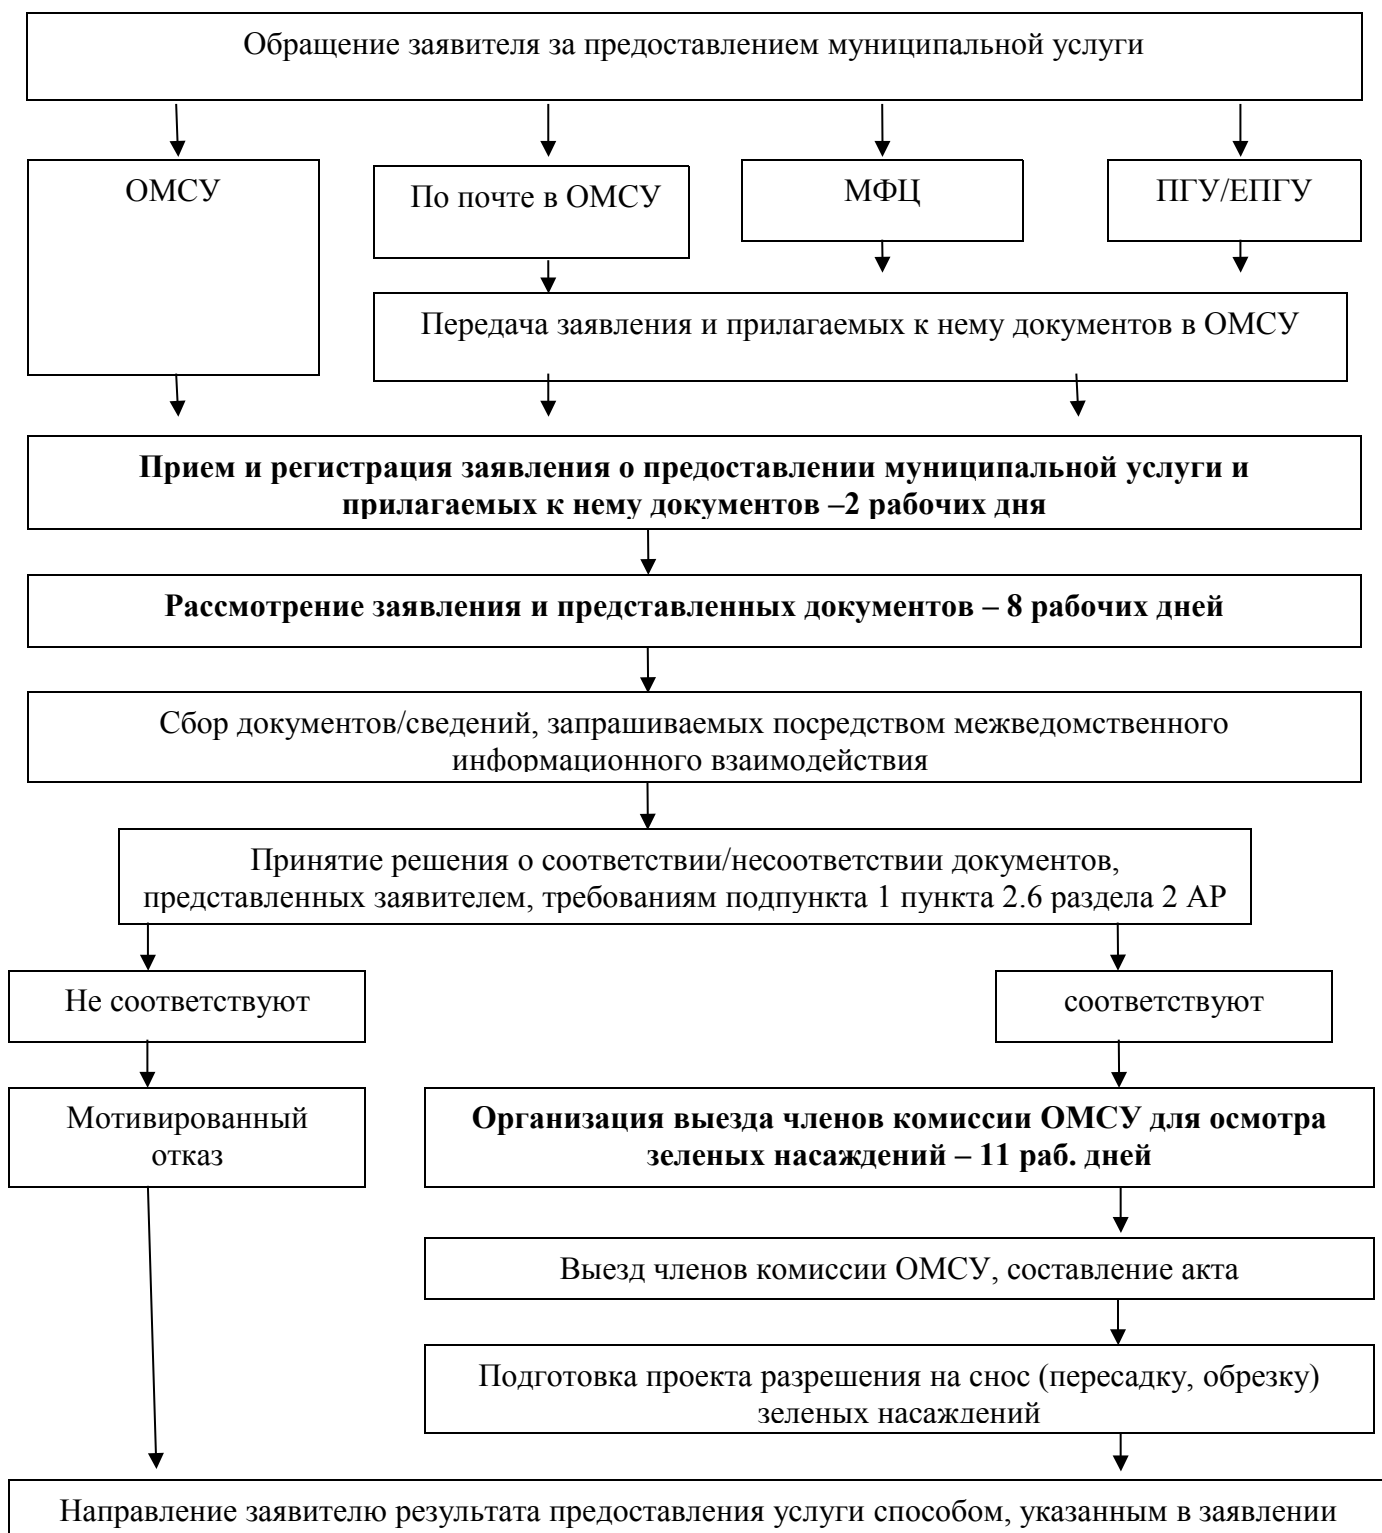 Обращение заявителя за предоставлением муниципальной услуги
ОМСУ
По почте в ОМСУ
МФЦ
ПГУ/ЕПГУ
Передача заявления и прилагаемых к нему документов в ОМСУ
Прием и регистрация заявления о предоставлении муниципальной услуги и
прилагаемых к нему документов –2 рабочих дня
Рассмотрение заявления и представленных документов – 8 рабочих дней
Сбор документов/сведений, запрашиваемых посредством межведомственного
информационного взаимодействия
Принятие решения о соответствии/несоответствии документов,
представленных заявителем, требованиям подпункта 1 пункта 2.6 раздела 2 АР
Не соответствуют
соответствуют
Мотивированный
отказ
Организация выезда членов комиссии ОМСУ для осмотра
зеленых насаждений – 11 раб. дней
Выезд членов комиссии ОМСУ, составление акта
Подготовка проекта разрешения на снос (пересадку, обрезку)
зеленых насаждений
Направление заявителю результата предоставления услуги способом, указанным в заявлении